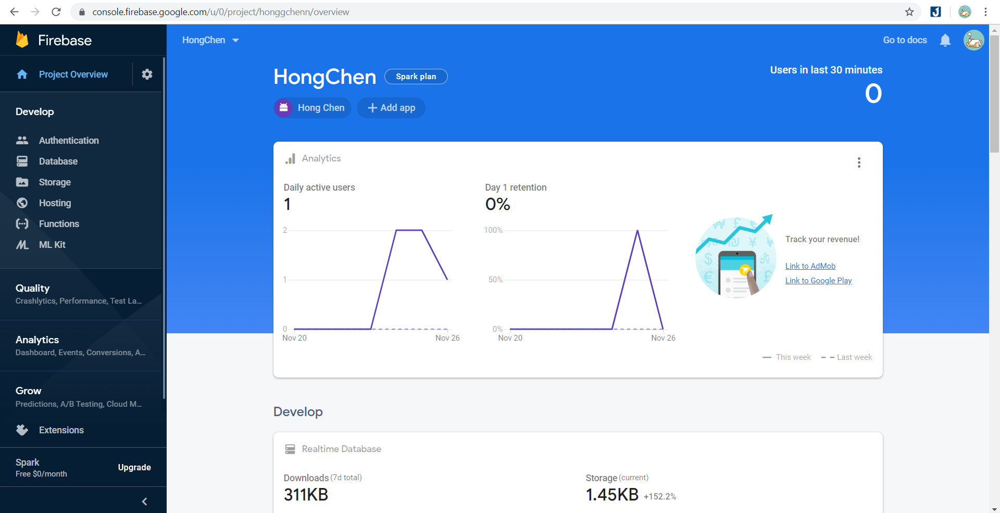 console.firebase.google.com/u/0/project/honggchenn/overview
Firebase
Project Overview
Develop
Authentication
Database
Storage
Hosting
Functions
ML Kit
Quality
Crashlytics, Performance, Test La...
Analytics
Dashboard, Events, Conversions, A...
Grow
Predictions, A/B Testing, Cloud M...
Extensions
Spark
Free $0/month
Upgrade
HongChen
Go to docs
HongChen
Spark plan
Hong Chen
Add app
Users in last 30 minutes
0
Analytics
Daily active users
1
2
1
0
Nov 20
Nov 26
Day 1 retention
0%
100%
50%
0%
Nov 20
Nov 26
Track your revenue!
Link to AdMob
Link to Google Play
This week
Last week
Develop
Realtime Database
Downloads (7d total)
311KB
Storage (current)
1.45KB +152.2%